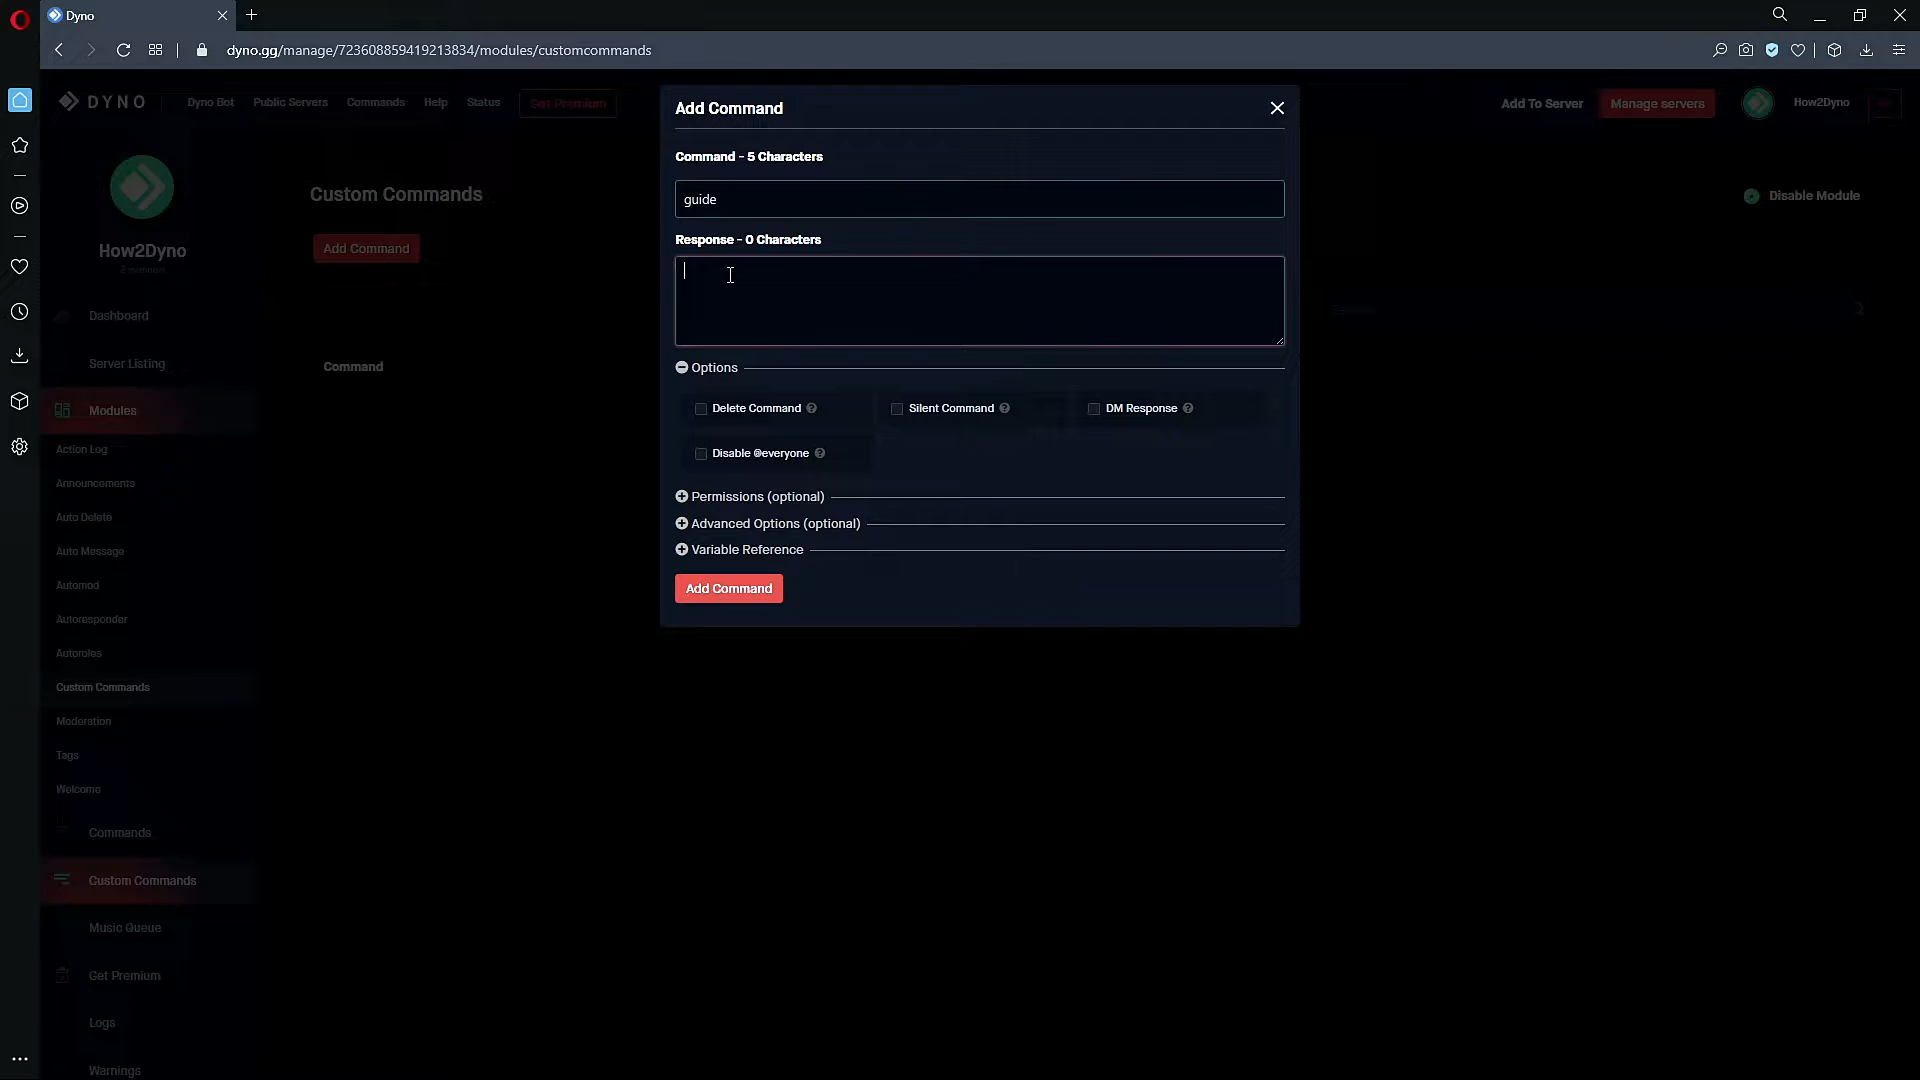 Dyno
dyno.gg/manage/723608859419213834/modules/customcommands
DYNO
Dyno Bot
Public Servers
Commands
Help
Status
Get Premium
Add To Server
Manage servers
How2Dyno
How2Dyno
Dashboard
Server Listing
Modules
Action Log
Announcements
Auto Delete
Auto Message
Automod
Autoresponder
Autoroles
Custom Commands
Moderation
Tags
Welcome
Commands
Custom Commands
Music Queue
Get Premium
Logs
Warnings
Custom Commands
Disable Module
Add Command
Command
Add Command
Command - 5 Characters
guide
Response - 0 Characters
Options
Delete Command
Silent Command
DM Response
Disable @everyone
Permissions (optional)
Advanced Options (optional)
Variable Reference
Add Command